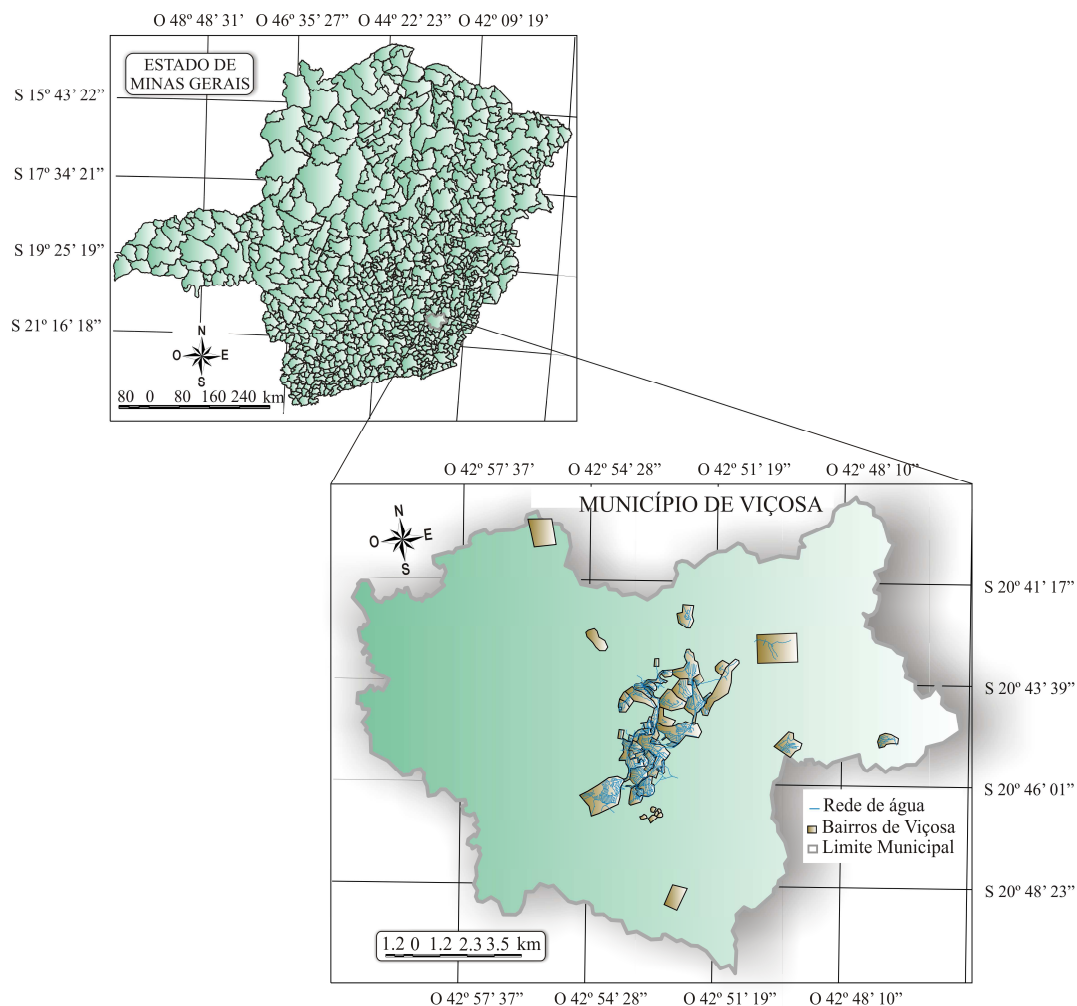 O 48º 48’ 31’ O 46º 35’ 27” O 44º 22’ 23” O 42º 09’ 19’
ESTADO DE
MINAS GERAIS
S 15º 43’ 22”
S 17º 34’ 21”
S 19º 25’ 19”
S 21º 16’ 18”
N
O E
S
80 0 80 160 240 km
O 42º 57’ 37’ O 42º 54’ 28” O 42º 51’ 19” O 42º 48’ 10”
MUNICÍPIO DE VIÇOSA
N
O E
S
S 20º 41’ 17”
S 20º 43’ 39”
S 20º 46’ 01”
Rede de água
Bairros de Viçosa
Limite Municipal
S 20º 48’ 23”
1.2 0 1.2 2.3 3.5 km
O 42º 57’ 37” O 42º 54’ 28” O 42º 51’ 19” O 42º 48’ 10”